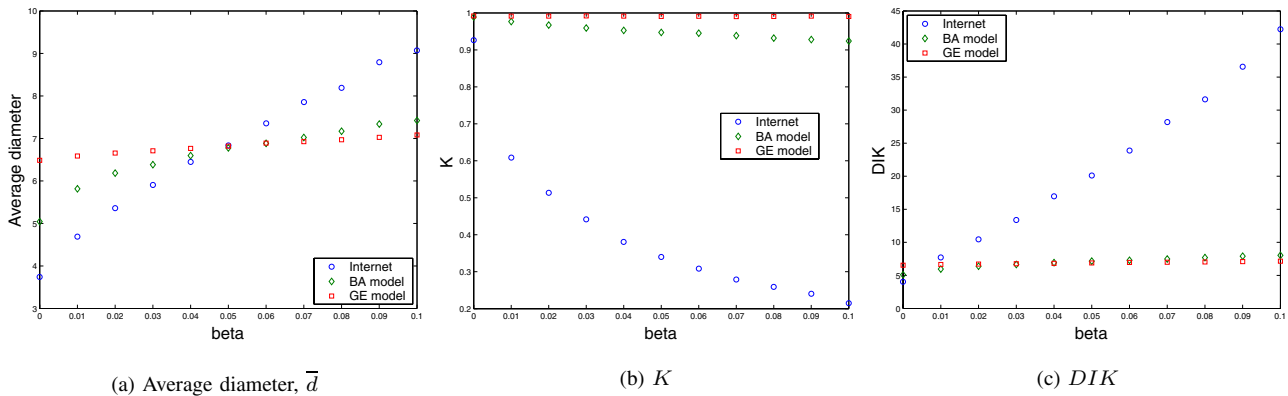 10
9
8
7
6
5
4
3
Average diameter
0 0.01 0.02 0.03 0.04 0.05 0.06 0.07 0.08 0.09 0.1
beta
Internet
BA model
GE model
(a) Average diameter, d̅
1
0.9
0.8
0.7
0.6
0.5
0.4
0.3
0.2
K
0 0.01 0.02 0.03 0.04 0.05 0.06 0.07 0.08 0.09 0.1
beta
Internet
BA model
GE model
(b) K
45
40
35
30
25
20
15
10
5
0
DIK
0 0.01 0.02 0.03 0.04 0.05 0.06 0.07 0.08 0.09 0.1
beta
Internet
BA model
GE model
(c) DIK